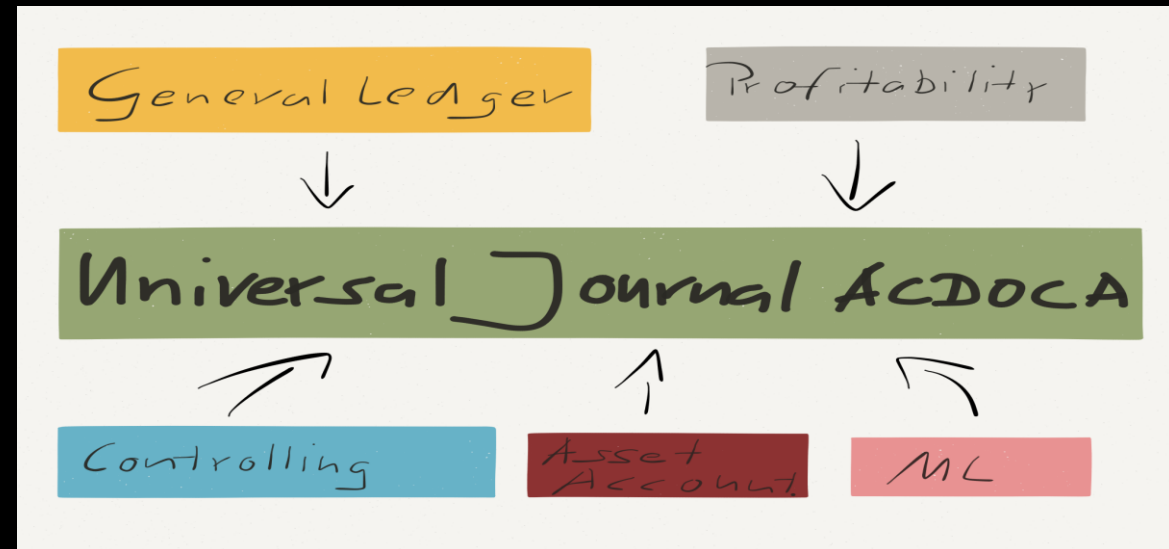 General Ledger
Profitability
Universal Journal ACDOCA
Controlling
Asset
Account.
ML